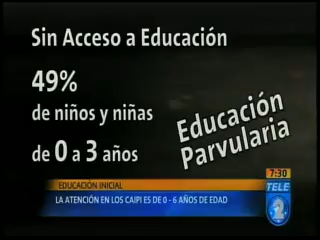 Sin Acceso a Educación
49%
de niños y niñas
de 0 a 3 años
Educación
Parvularia
7:30
TELE
EDUCACIÓN INICIAL
LA ATENCIÓN EN LOS CAIPI ES DE 0 - 6 AÑOS DE EDAD